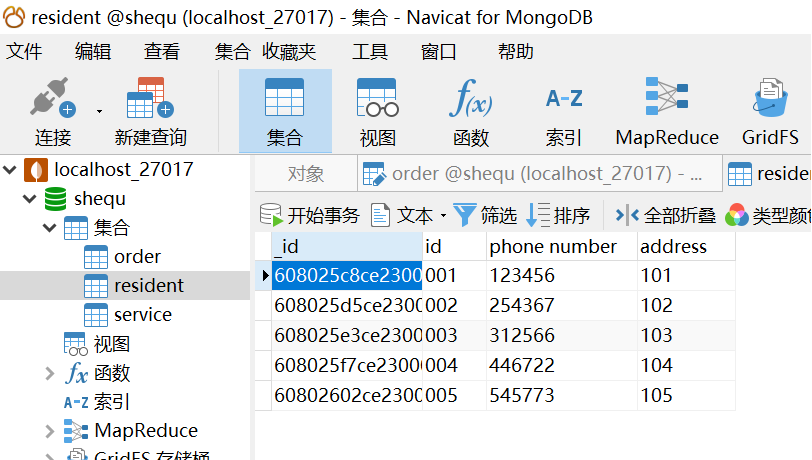 resident @shequ (localhost_27017) - 集合 - Navicat for MongoDB
文件 编辑 查看 集合 收藏夹 工具 窗口 帮助
连接 新建查询 集合 视图 函数 索引 MapReduce GridFS
localhost_27017
shequ
集合
order
resident
service
视图
函数
索引
MapReduce
GridFS 存储桶
对象 order @shequ (localhost_27017) - ... reside
开始事务 文本 筛选 排序 全部折叠 类型颜
_id id phone number address
608025c8ce2300 001 123456 101
608025d5ce2300 002 254367 102
608025e3ce2300 003 312566 103
608025f7ce2300 004 446722 104
60802602ce2300 005 545773 105